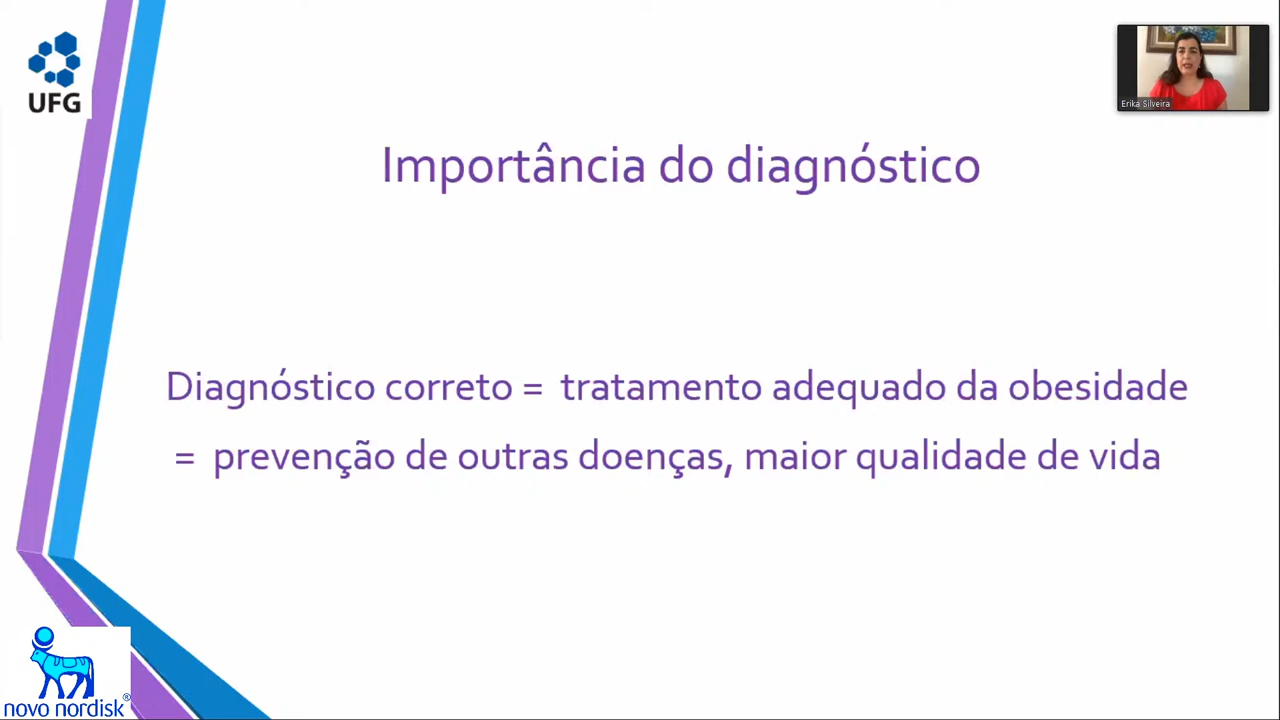 UFG
Erika Silveira
Importância do diagnóstico
Diagnóstico correto = tratamento adequado da obesidade
= prevenção de outras doenças, maior qualidade de vida
novo nordisk®